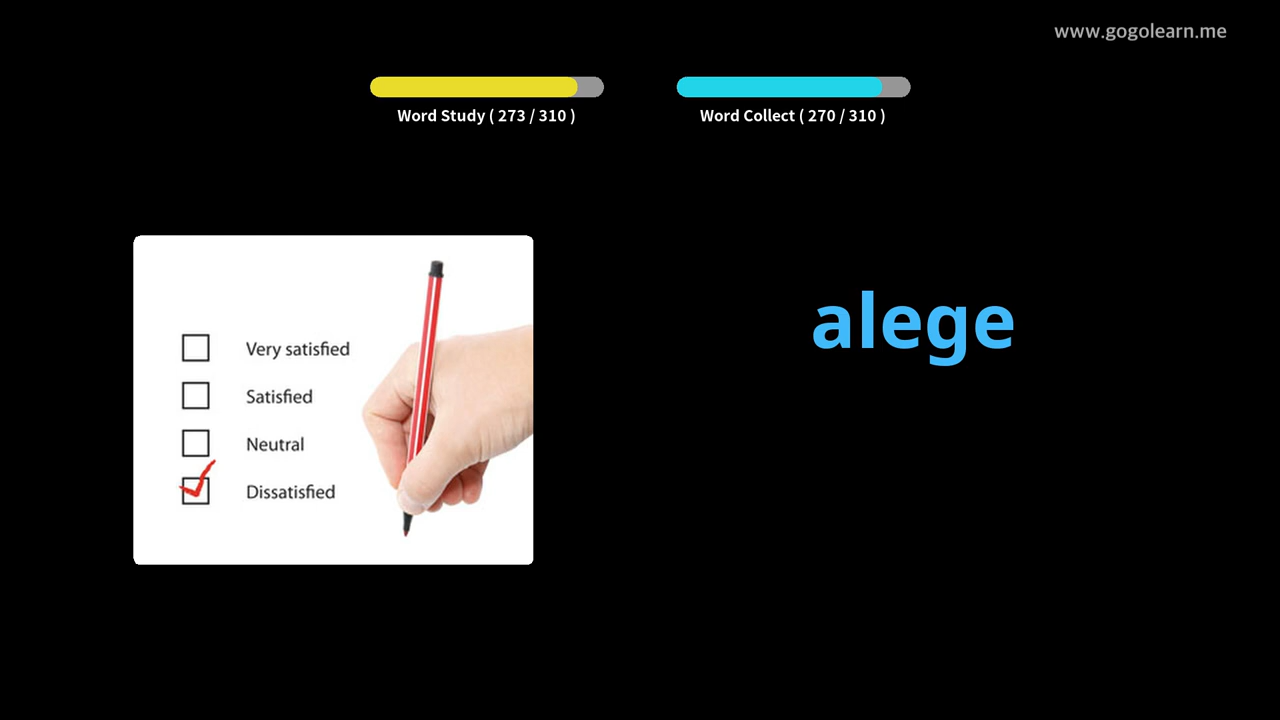 www.gogolearn.me
Word Study ( 273 / 310 )
Word Collect ( 270 / 310 )
Very satisfied
Satisfied
Neutral
Dissatisfied
alege